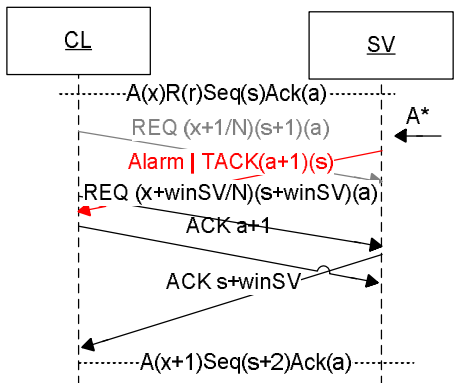 CL
SV
A(x)R(r)Seq(s)Ack(a)
A*
REQ (x+1/N)(s+1)(a)
Alarm | TACK(a+1)(s)
REQ (x+winSV/N)(s+winSV)(a)
ACK a+1
ACK s+winSV
A(x+1)Seq(s+2)Ack(a)